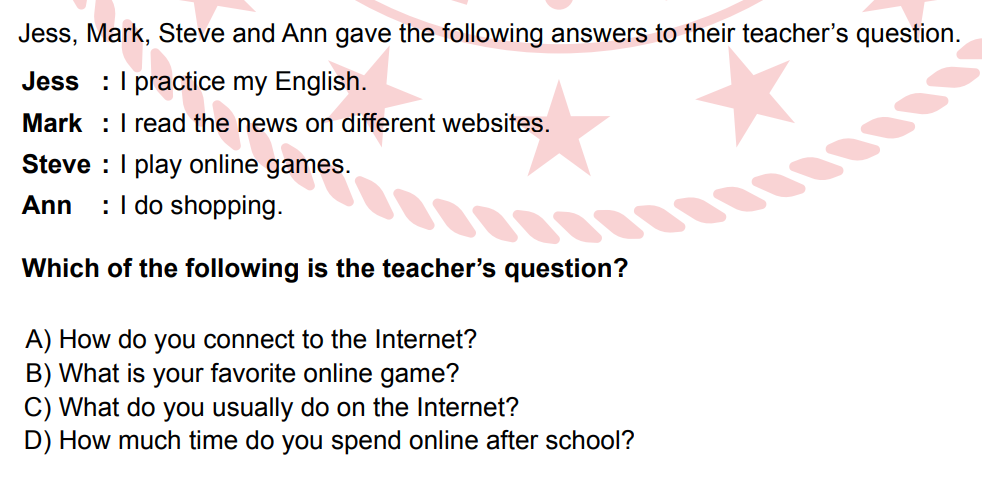 Jess, Mark, Steve and Ann gave the following answers to their teacher’s question.
Jess : I practice my English.
Mark : I read the news on different websites.
Steve : I play online games.
Ann : I do shopping.
Which of the following is the teacher’s question?
A) How do you connect to the Internet?
B) What is your favorite online game?
C) What do you usually do on the Internet?
D) How much time do you spend online after school?